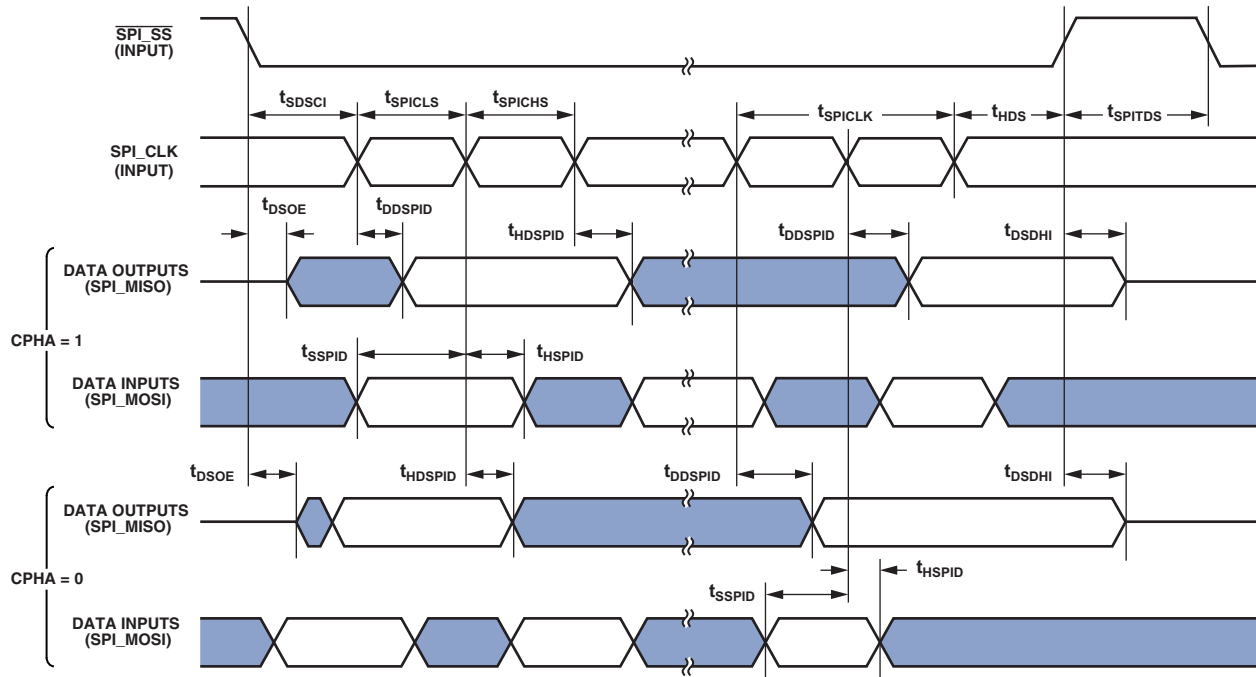 SPI_SS
(INPUT)
tSDSCI tSPICLS tSPICHS tSPICLK tHDS tSPITDS
SPI_CLK
(INPUT)
tDSOE tDDSPID tHDSPID tDDSPID tDSDHI
DATA OUTPUTS
(SPI_MISO)
CPHA = 1
tSSPID tHSPID
DATA INPUTS
(SPI_MOSI)
tDSOE tHDSPID tDDSPID tDSDHI
DATA OUTPUTS
(SPI_MISO)
CPHA = 0
tSSPID tHSPID
DATA INPUTS
(SPI_MOSI)